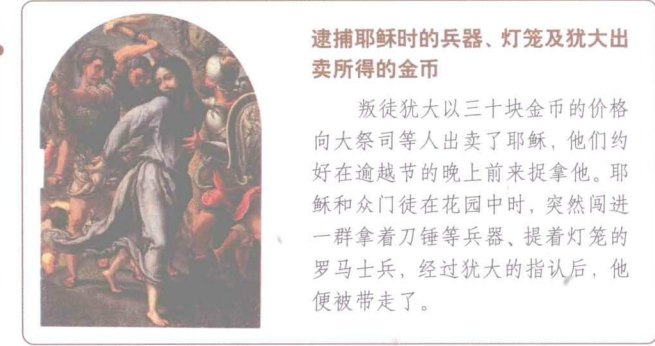 逮捕耶稣时的兵器、灯笼及犹大出
卖所得的金币
叛徒犹大以三十块金币的价格
向大祭司等人出卖了耶稣，他们约
好在逾越节的晚上前来捉拿他。耶
稣和众门徒在花园中时，突然闯进
一群拿着刀锤等兵器、提着灯笼的
罗马士兵，经过犹大的指认后，他
便被带走了。